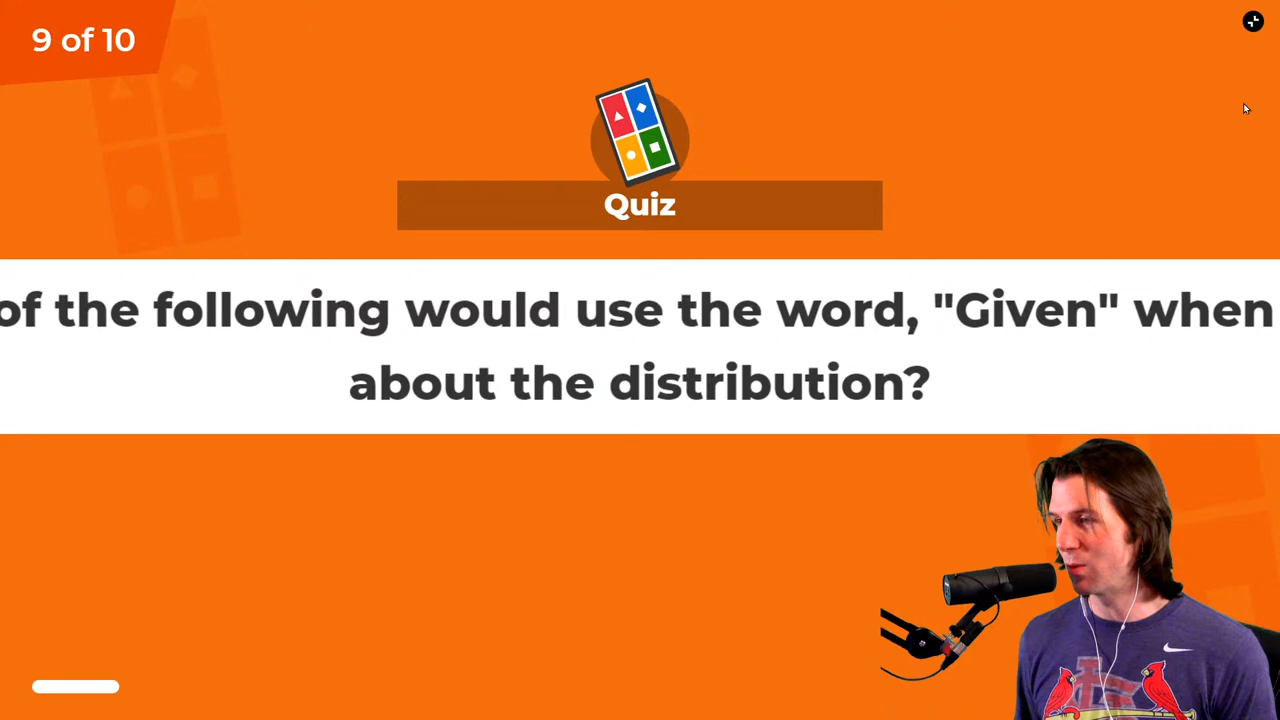 9 of 10
Quiz
of the following would use the word, "Given" when
about the distribution?